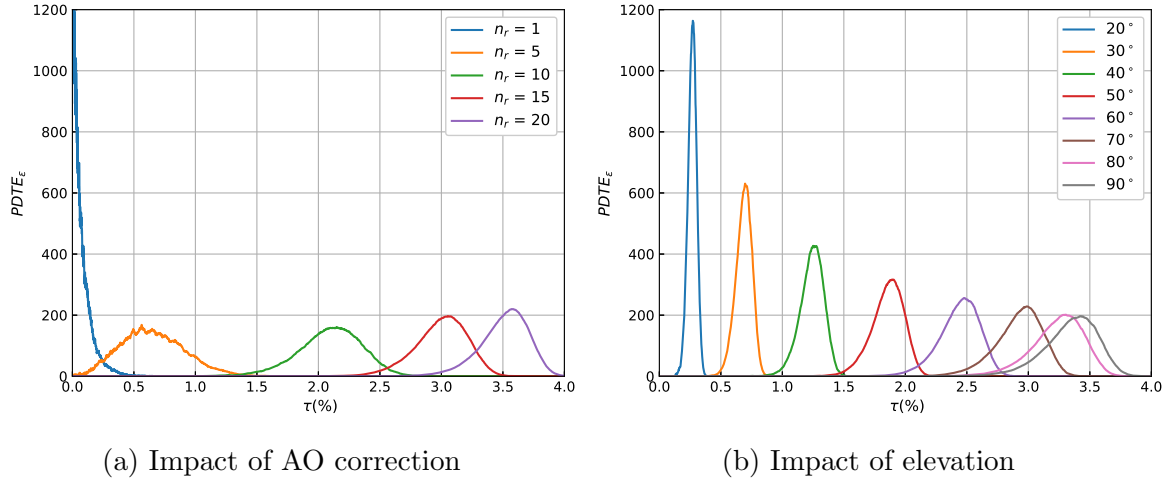 1200
1000
800
600
400
200
0
PDTE_ε
0.0 0.5 1.0 1.5 2.0 2.5 3.0 3.5 4.0
τ(%)
n_r = 1
n_r = 5
n_r = 10
n_r = 15
n_r = 20
(a) Impact of AO correction
1200
1000
800
600
400
200
0
PDTE_ε
0.0 0.5 1.0 1.5 2.0 2.5 3.0 3.5 4.0
τ(%)
20°
30°
40°
50°
60°
70°
80°
90°
(b) Impact of elevation